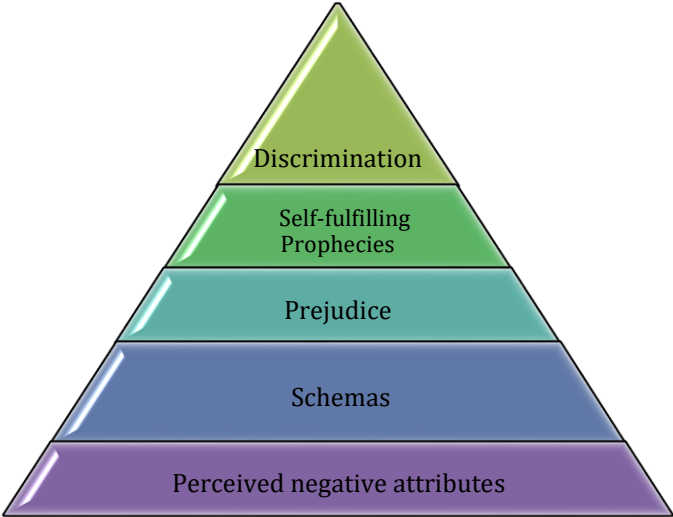 Discrimination
Self-fulfilling
Prophecies
Prejudice
Schemas
Perceived negative attributes